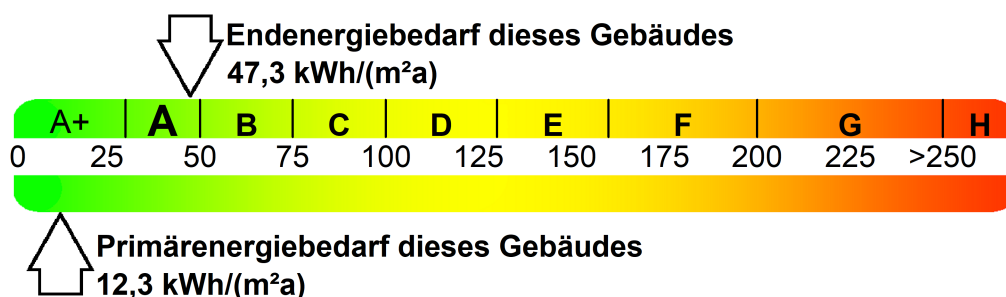 Endenergiebedarf dieses Gebäudes
47,3 kWh/(m²a)
A+ A B C D E F G H
0 25 50 75 100 125 150 175 200 225 >250
Primärenergiebedarf dieses Gebäudes
12,3 kWh/(m²a)